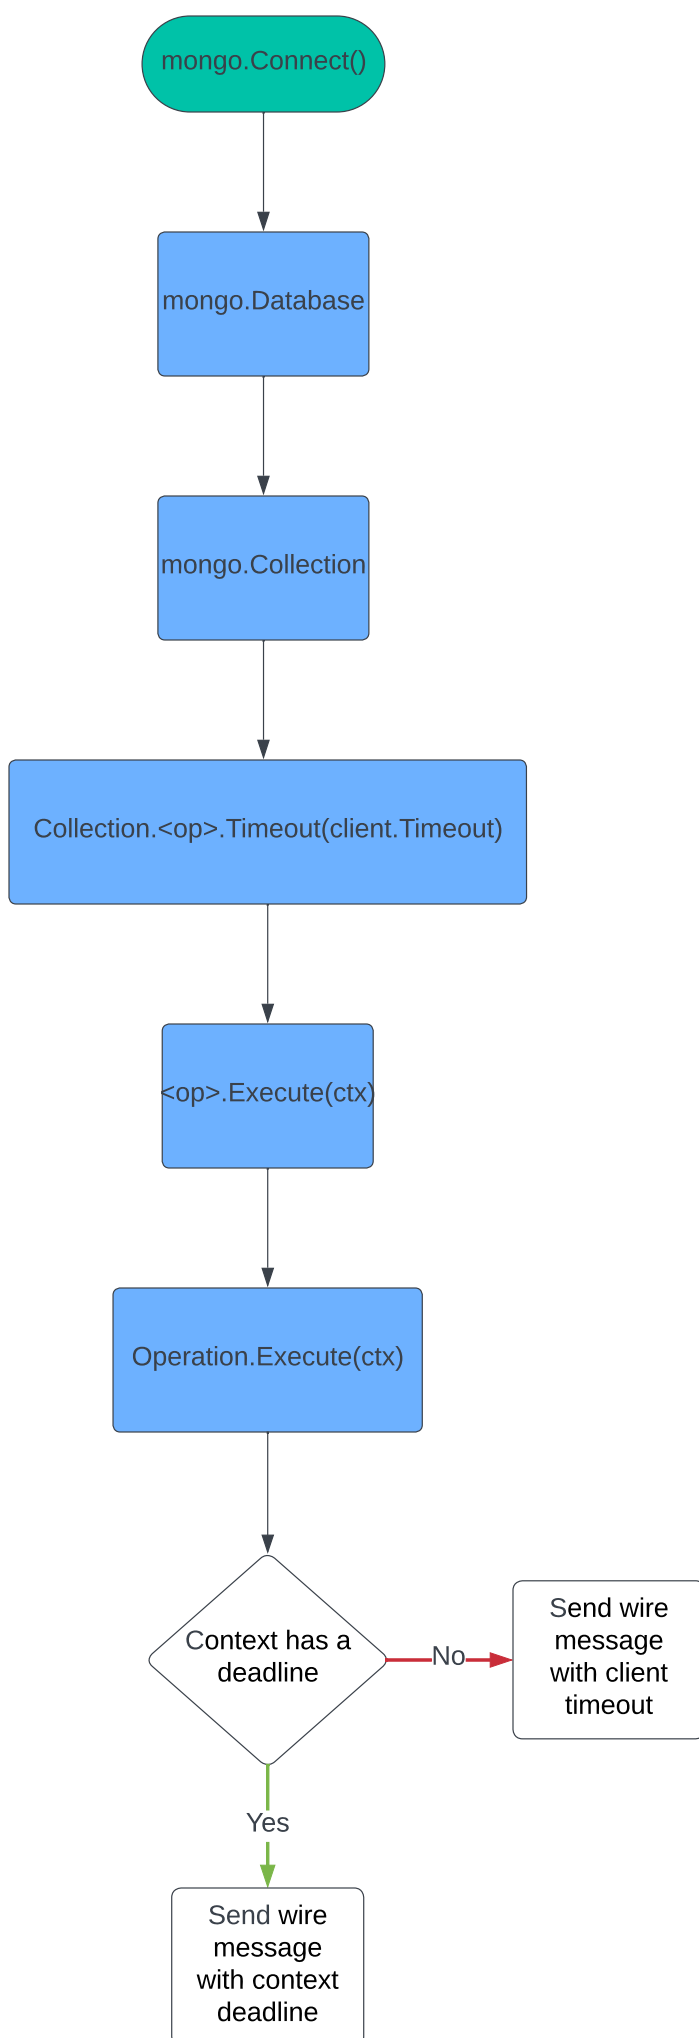 mongo.Connect()
mongo.Database
mongo.Collection
Collection.<op>.Timeout(client.Timeout)
<op>.Execute(ctx)
Operation.Execute(ctx)
Context has a
deadline
No
Send wire
message
with client
timeout
Yes
Send wire
message
with context
deadline